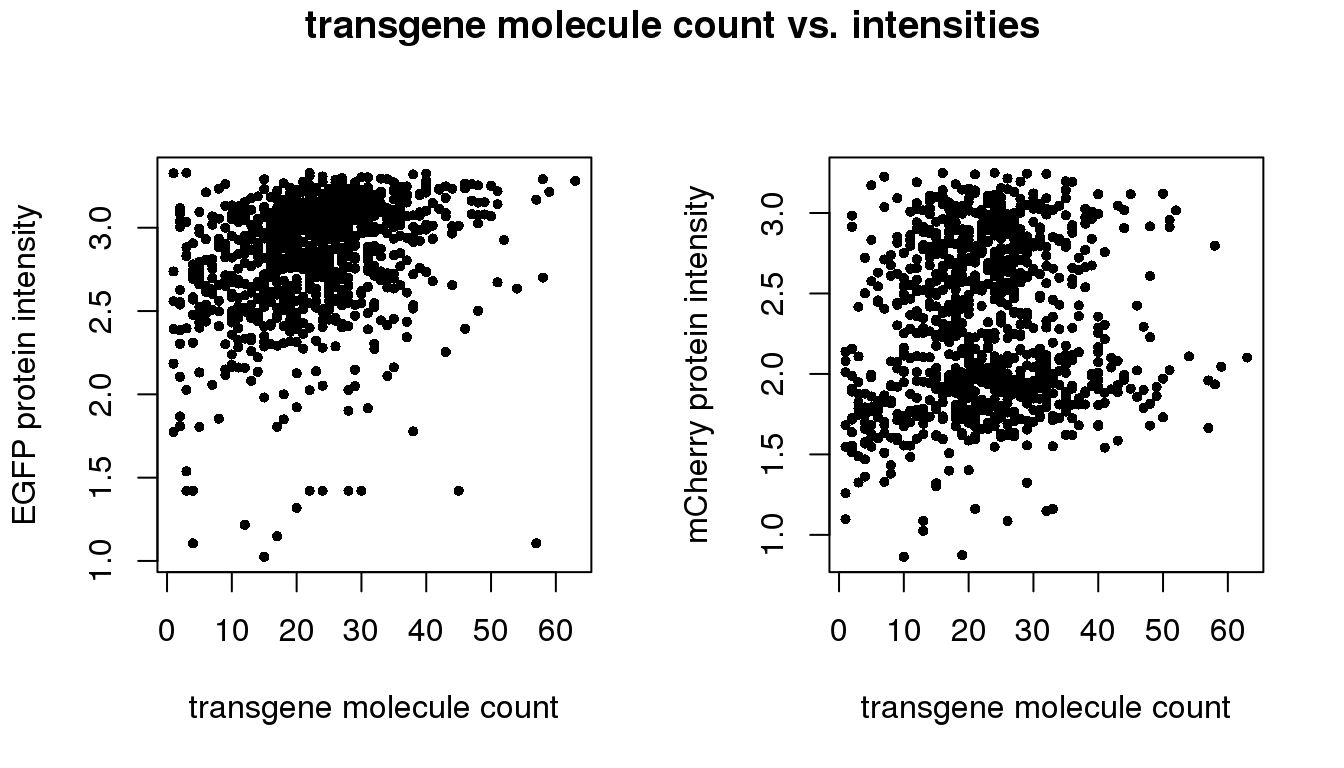 transgene molecule count vs. intensities
EGFP protein intensity
3.0
2.5
2.0
1.5
1.0
0 10 20 30 40 50 60
transgene molecule count
mCherry protein intensity
3.0
2.5
2.0
1.5
1.0
0 10 20 30 40 50 60
transgene molecule count